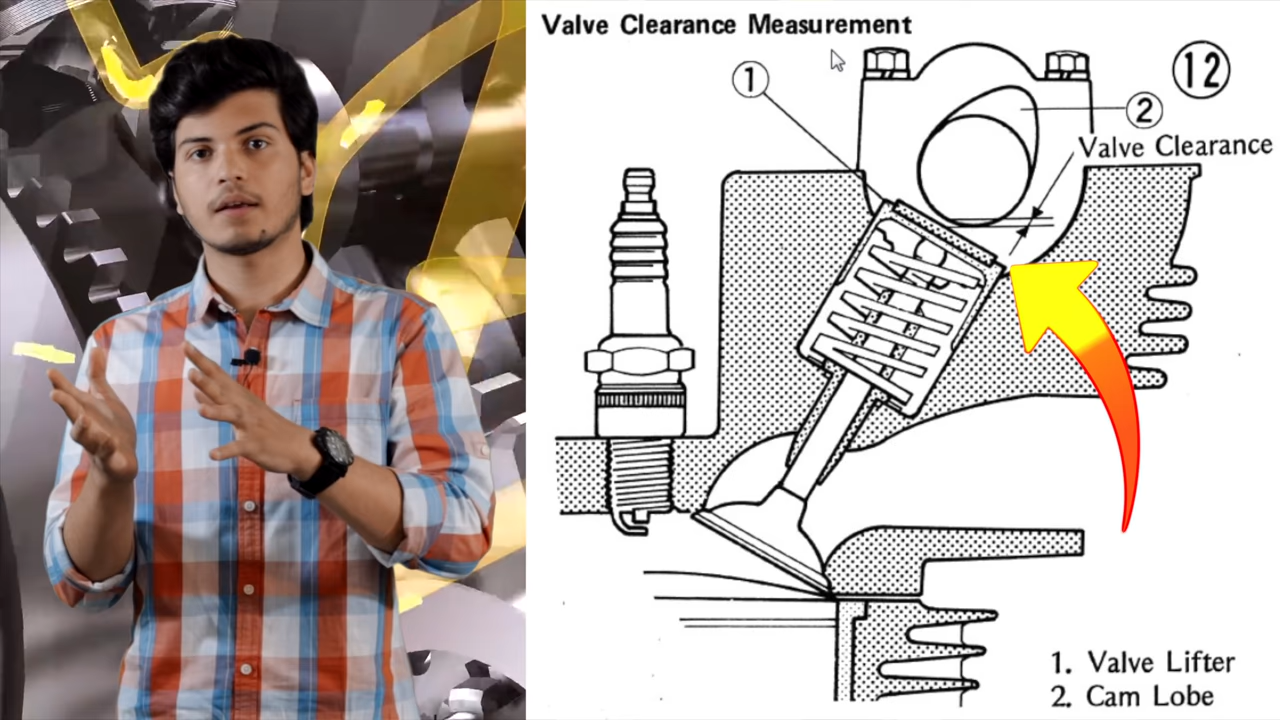 Valve Clearance Measurement
12
1
2
Valve Clearance
1. Valve Lifter
2. Cam Lobe